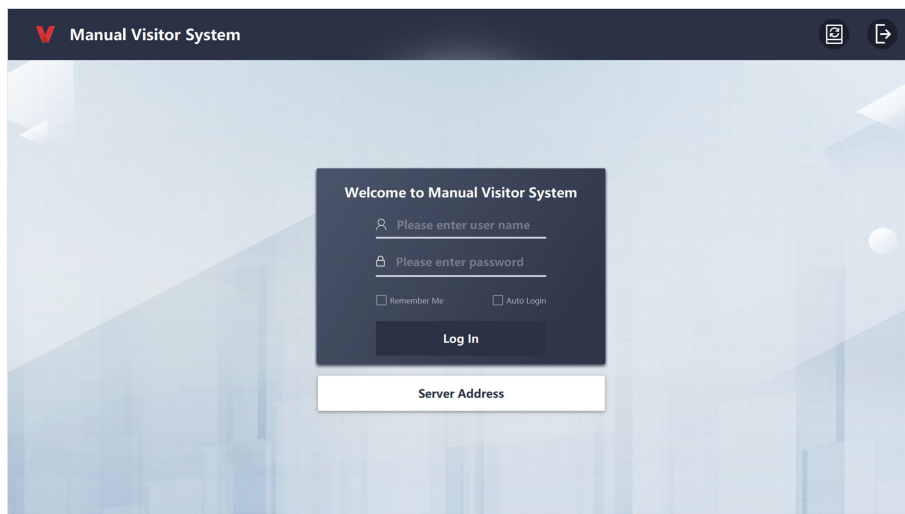 Manual Visitor System
Welcome to Manual Visitor System
Please enter user name
Please enter password
Remember Me Auto Login
Log In
Server Address